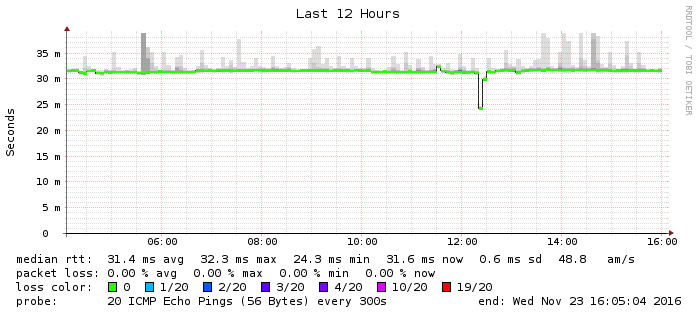 Last 12 Hours
RRDTOOL / TOBI OETIKER
Seconds
35 m
30 m
25 m
20 m
15 m
10 m
5 m
0
06:00 08:00 10:00 12:00 14:00 16:00
median rtt: 31.4 ms avg 32.3 ms max 24.3 ms min 31.6 ms now 0.6 ms sd 48.8 am/s
packet loss: 0.00 % avg 0.00 % max 0.00 % min 0.00 % now
loss color: 0 1/20 2/20 3/20 4/20 10/20 19/20
probe: 20 ICMP Echo Pings (56 Bytes) every 300s end: Wed Nov 23 16:05:04 2016